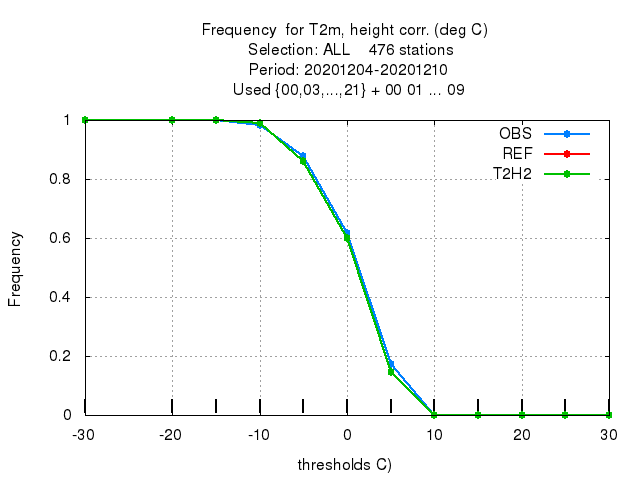 Frequency  for T2m, height corr. (deg C)
Selection: ALL    476 stations
Period: 20201204-20201210
Used {00,03,...,21} + 00 01 ... 09
OBS
REF
T2H2
Frequency
1
0.8
0.6
0.4
0.2
0
-30
-20
-10
0
10
20
30
thresholds C)